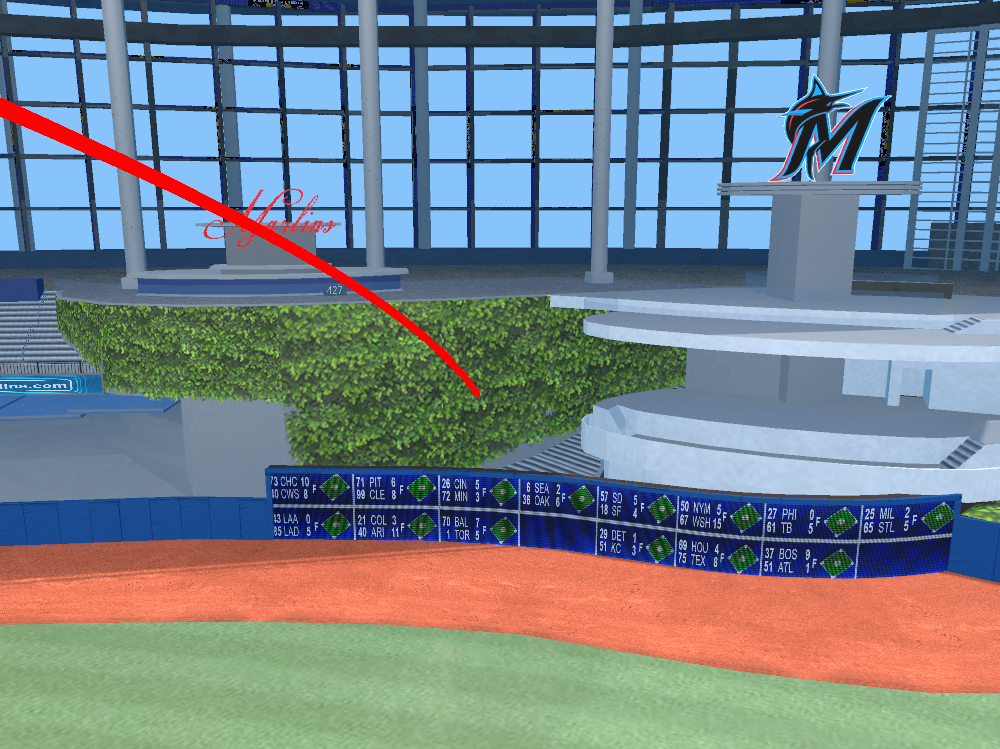 M
Marlins
427
llnx.com
73 CHC 10 F
10 CWS 8
71 PIT 6 F
99 CLE 8
26 CIN 5 F
72 MIN 3
6 SEA 2 F
36 OAK 6
57 SD 5 F
18 SF 4
50 NYM 5 F
67 WSH 15
27 PHI 0 F
61 TB 5
25 MIL 2 F
65 STL 5
43 LAA 0 F
85 LAD 5
21 COL 3 F
40 ARI 11
70 BAL 7 F
1 TOR 5
29 DET 1 F
51 KC 3
69 HOU 4 F
75 TEX 8
37 BOS 9 F
51 ATL 1